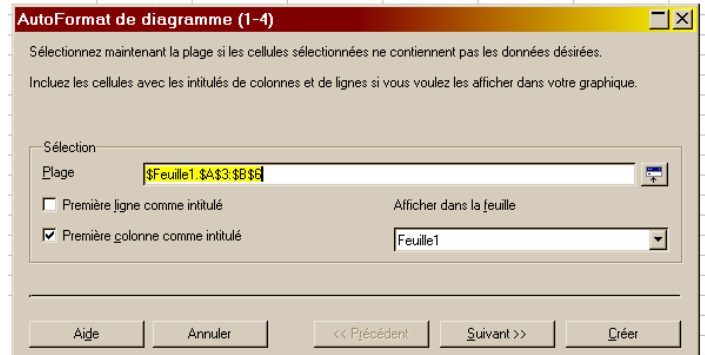 AutoFormat de diagramme (1-4)
Sélectionnez maintenant la plage si les cellules sélectionnées ne contiennent pas les données désirées.
Incluez les cellules avec les intitulés de colonnes et de lignes si vous voulez les afficher dans votre graphique.
Sélection
Plage $Feuille1.$A$3:$B$6
Première ligne comme intitulé Afficher dans la feuille
Première colonne comme intitulé Feuille1
Aide Annuler << Précédent Suivant >> Créer